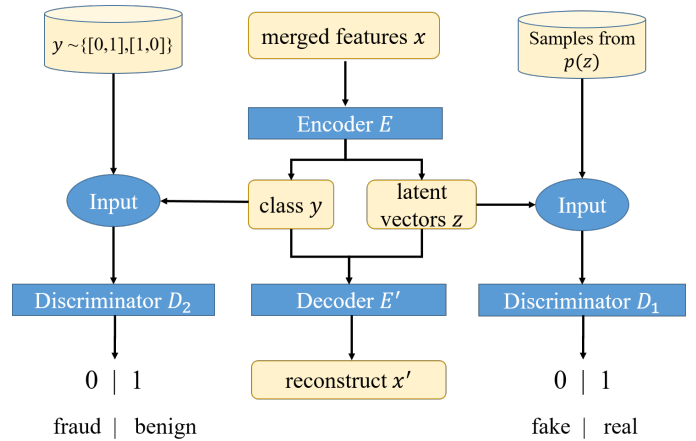 y ~{[0,1],[1,0]}
merged features x
Samples from
p(z)
Encoder E
Input
class y
latent
vectors z
Input
Discriminator D₂
Decoder E′
Discriminator D₁
0 | 1
reconstruct x′
0 | 1
fraud | benign
fake | real